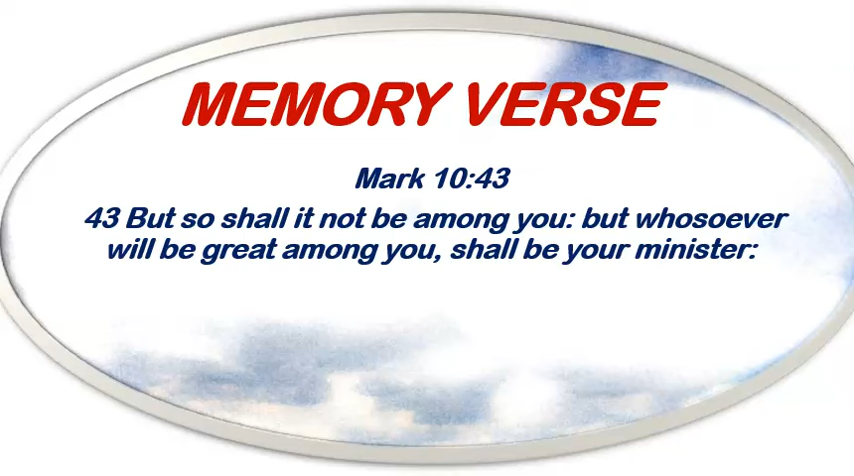 MEMORY VERSE
Mark 10:43
43 But so shall it not be among you: but whosoever
will be great among you, shall be your minister: